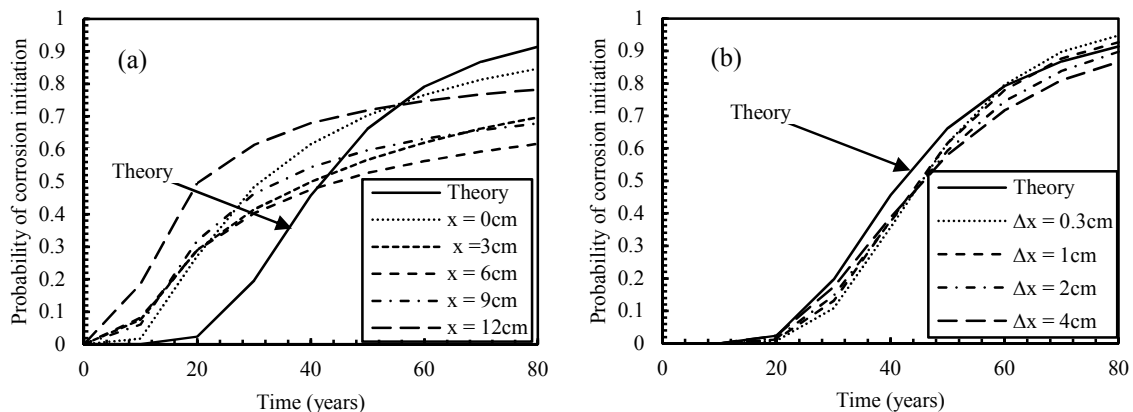 Probability of corrosion initiation
1
0.9
0.8
0.7
0.6
0.5
0.4
0.3
0.2
0.1
0
(a)
Theory
Theory
x = 0cm
x =3cm
x = 6cm
x = 9cm
x = 12cm
0
20
40
60
80
Time (years)
Probability of corrosion initiation
1
0.9
0.8
0.7
0.6
0.5
0.4
0.3
0.2
0.1
0
(b)
Theory
Theory
Δx = 0.3cm
Δx = 1cm
Δx = 2cm
Δx = 4cm
0
20
40
60
80
Time (years)